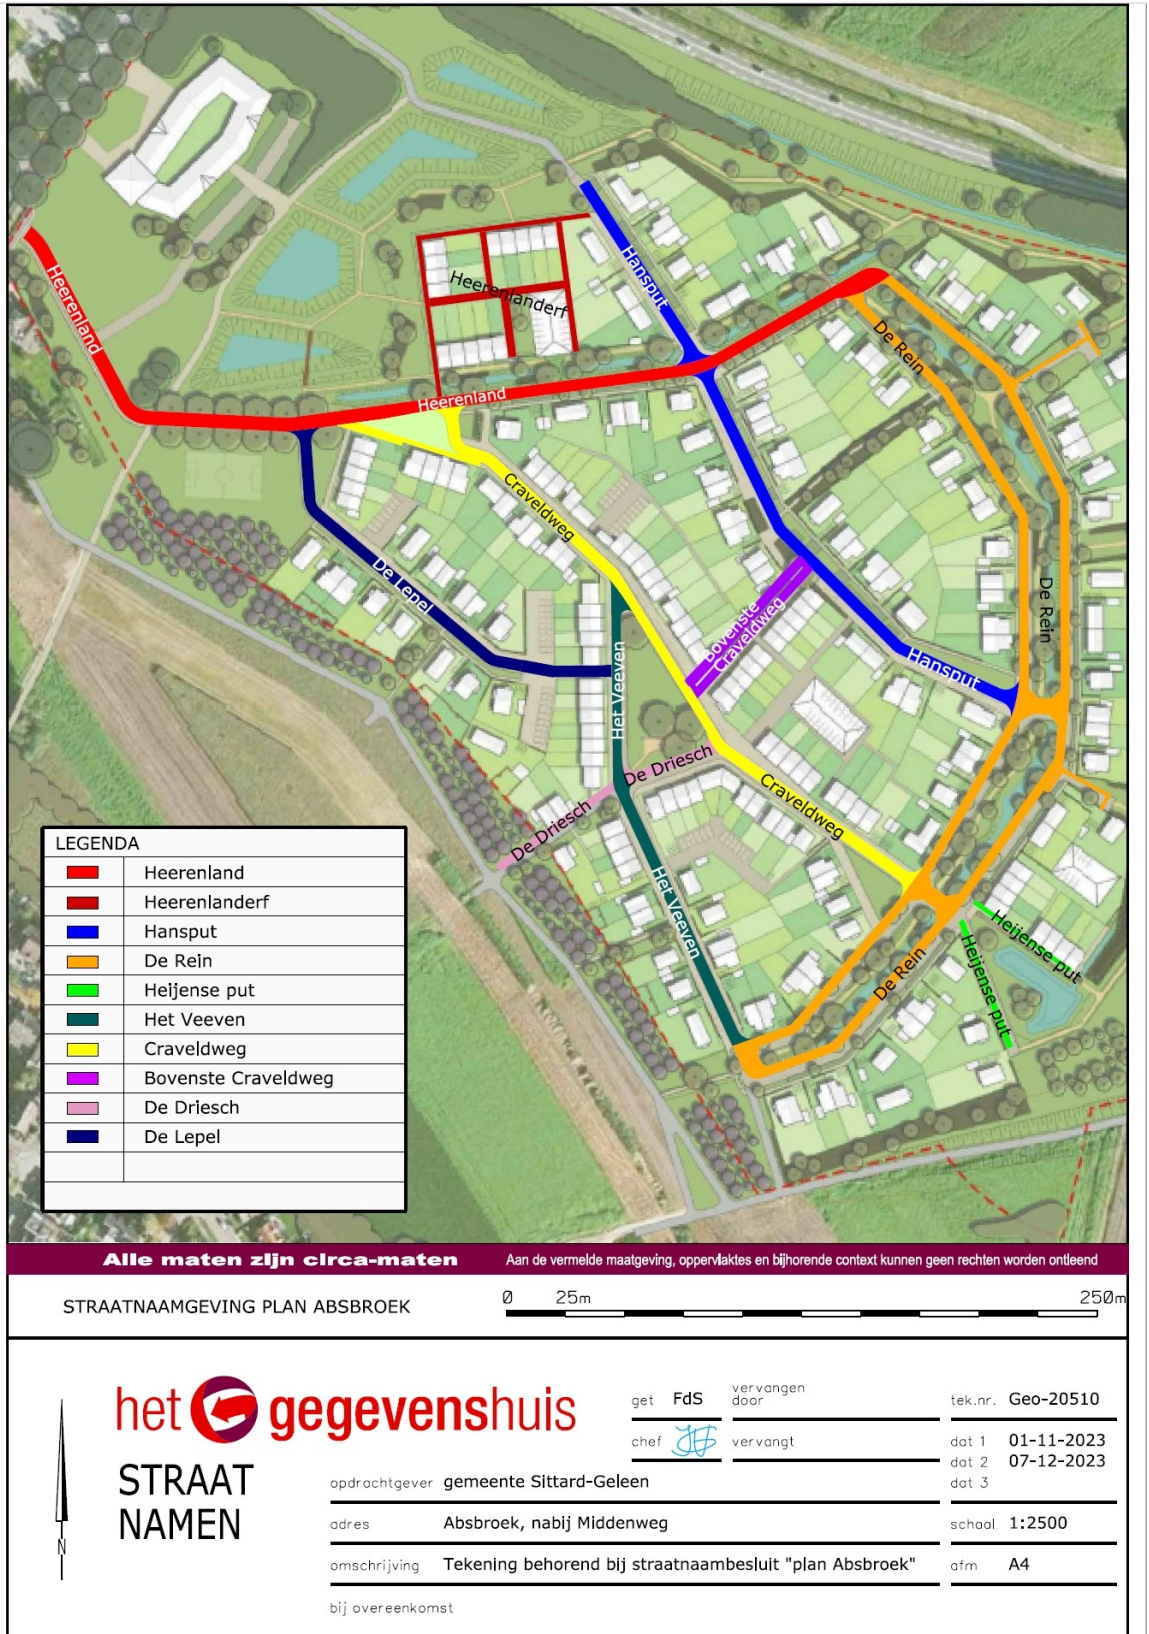 Heerenland
Heerenlanderf
Hansput
De Rein
Heerenland
Craveldweg
De Lepel
De Rein
Bovenste
Craveldweg
Hansput
Het Veeven
De Driesch
De Driesch
Craveldweg
Het Veeven
Heijense put
De Rein
Heijense put
LEGENDA
Heerenland
Heerenlanderf
Hansput
De Rein
Heijense put
Het Veeven
Craveldweg
Bovenste Craveldweg
De Driesch
De Lepel
Alle maten zijn circa-maten
Aan de vermelde maatgeving, oppervlaktes en bijhorende context kunnen geen rechten worden ontleend
STRAATNAAMGEVING PLAN ABSBROEK
0 25m 250m
het gegevenshuis
STRAAT
NAMEN
N
get FdS
vervangen
door
tek.nr. Geo-20510
chef
vervangt
dat 1 01-11-2023
dat 2 07-12-2023
dat 3
opdrachtgever gemeente Sittard-Geleen
adres Absbroek, nabij Middenweg
schaal 1:2500
omschrijving Tekening behorend bij straatnaambesluit "plan Absbroek"
afm A4
bij overeenkomst